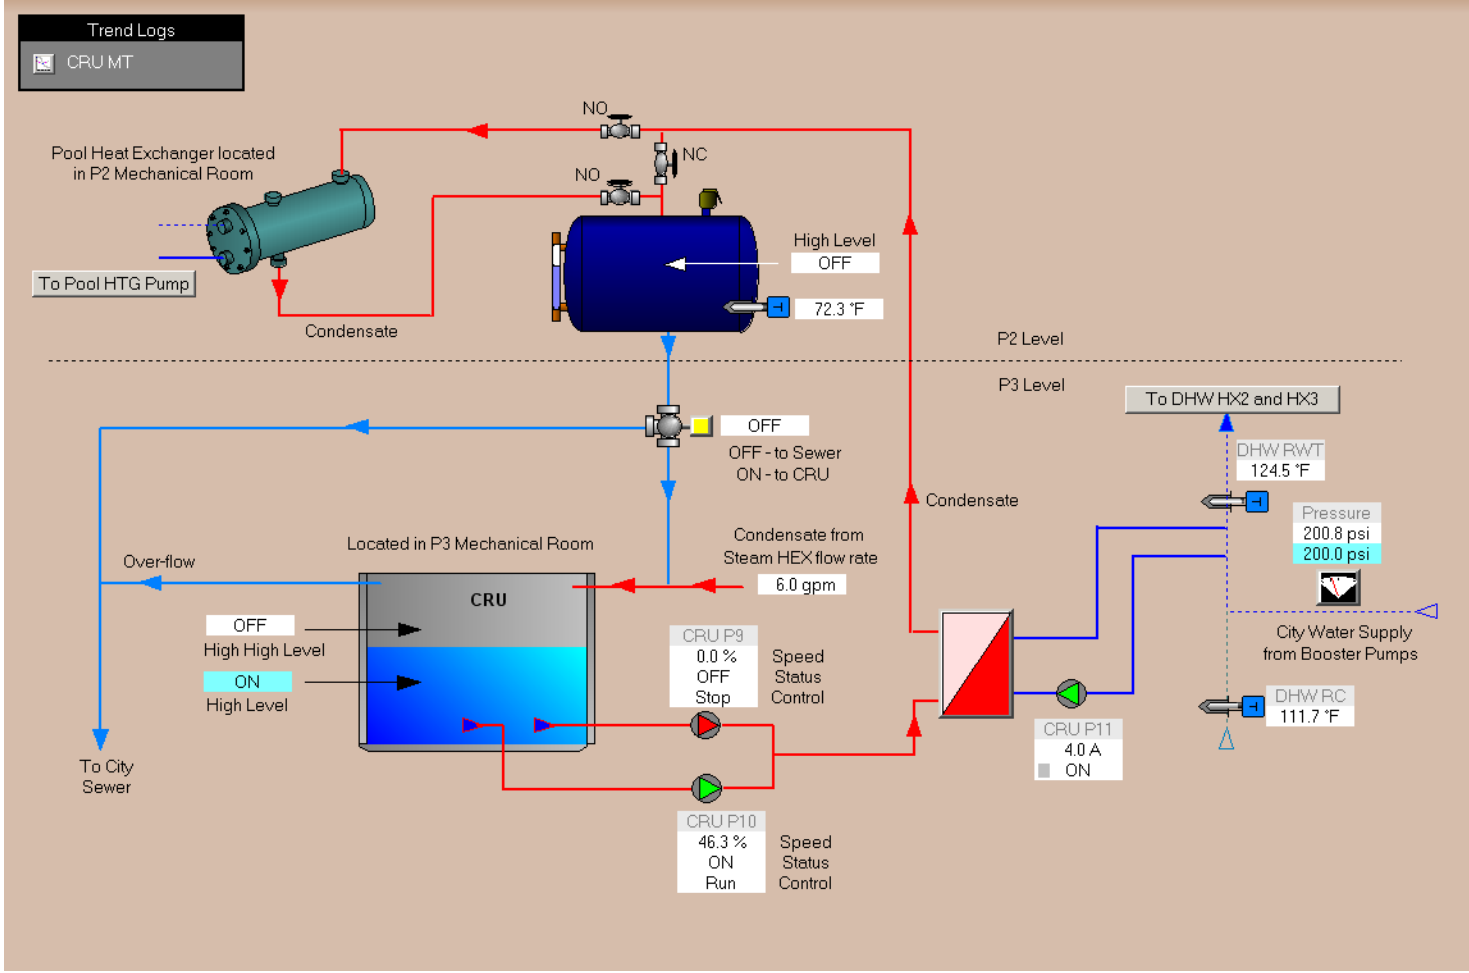 Trend Logs
CRU MT
NO
NC
NO
Pool Heat Exchanger located
in P2 Mechanical Room
To Pool HTG Pump
Condensate
High Level
OFF
72.3 °F
P2 Level
P3 Level
To DHW HX2 and HX3
OFF
OFF - to Sewer
ON - to CRU
DHW RWT
124.5 °F
Condensate
Pressure
200.8 psi
200.0 psi
Over-flow
Located in P3 Mechanical Room
Condensate from
Steam HEX flow rate
6.0 gpm
CRU
OFF
High High Level
ON
High Level
CRU P9
0.0 % Speed
OFF Status
Stop Control
City Water Supply
from Booster Pumps
DHW RC
111.7 °F
CRU P11
4.0 A
ON
To City
Sewer
CRU P10
46.3 % Speed
ON Status
Run Control